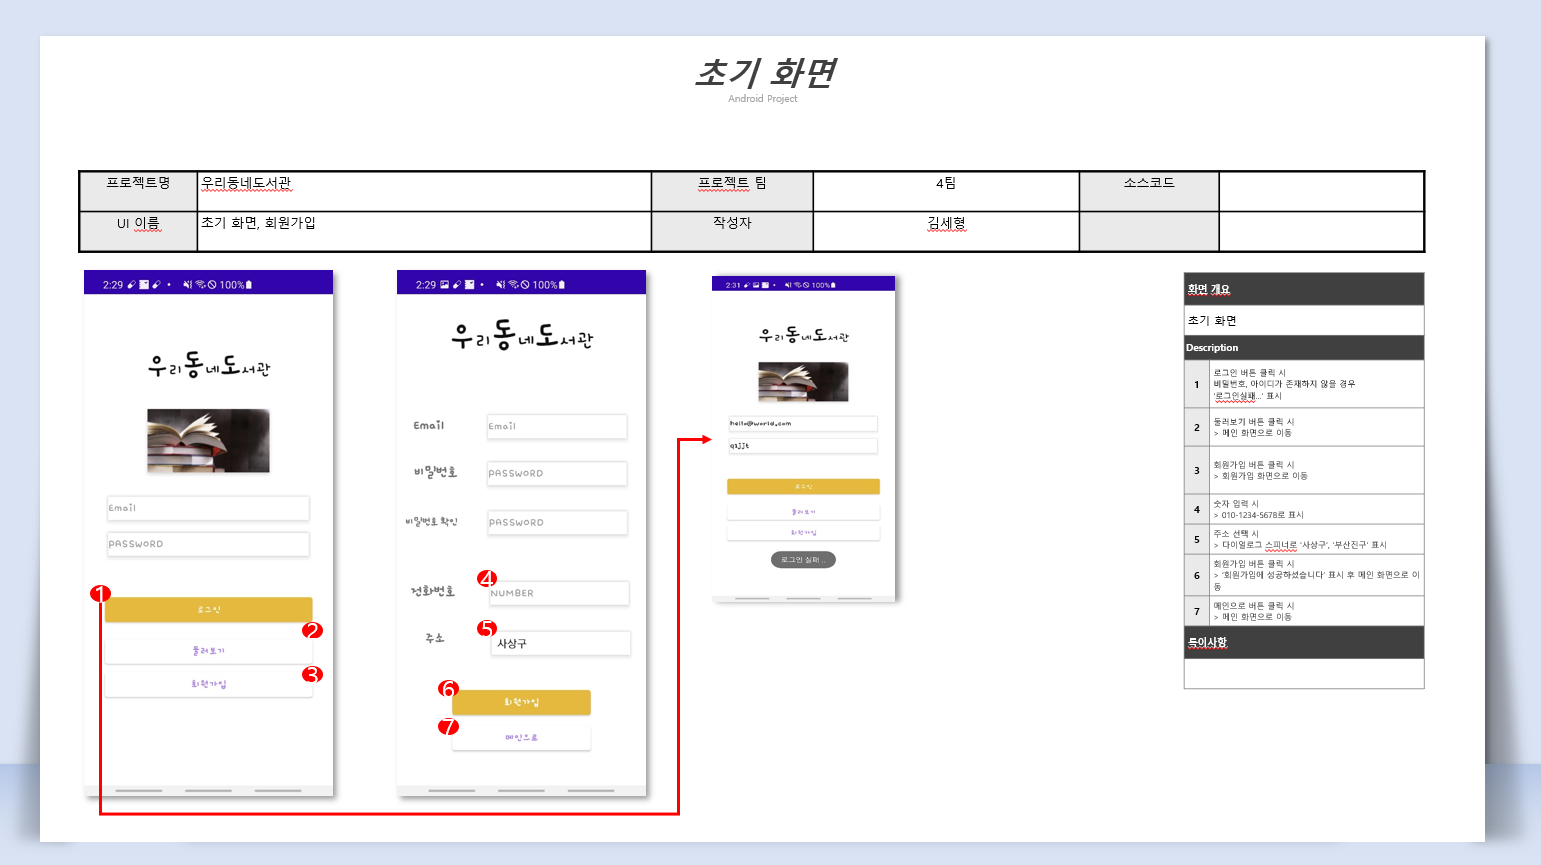 초기 화면
Android Project
프로젝트명 우리동네도서관 프로젝트 팀 4팀 소스코드
UI 이름 초기 화면, 회원가입 작성자 김세형
2:29 100%
우리동네도서관
Email
PASSWORD
1
로그인
2
둘러보기
3
회원가입
2:29 100%
우리동네도서관
Email Email
비밀번호 PASSWORD
비밀번호 확인 PASSWORD
4
전화번호 NUMBER
5
주소 사상구
6
회원가입
7
메인으로
2:31 100%
우리동네도서관
hello@world.com
로그인
둘러보기
회원가입
로그인 실패 ..
화면 개요
초기 화면
Description
1 로그인 버튼 클릭 시
비밀번호, 아이디가 존재하지 않을 경우
'로그인실패...' 표시
2 둘러보기 버튼 클릭 시
> 메인 화면으로 이동
3 회원가입 버튼 클릭 시
> 회원가입 화면으로 이동
4 숫자 입력 시
> 010-1234-5678로 표시
5 주소 선택 시
> 다이얼로그 스피너로 '사상구', '부산진구' 표시
6 회원가입 버튼 클릭 시
> '회원가입에 성공하셨습니다' 표시 후 메인 화면으로 이
동
7 메인으로 버튼 클릭 시
> 메인 화면으로 이동
특이사항